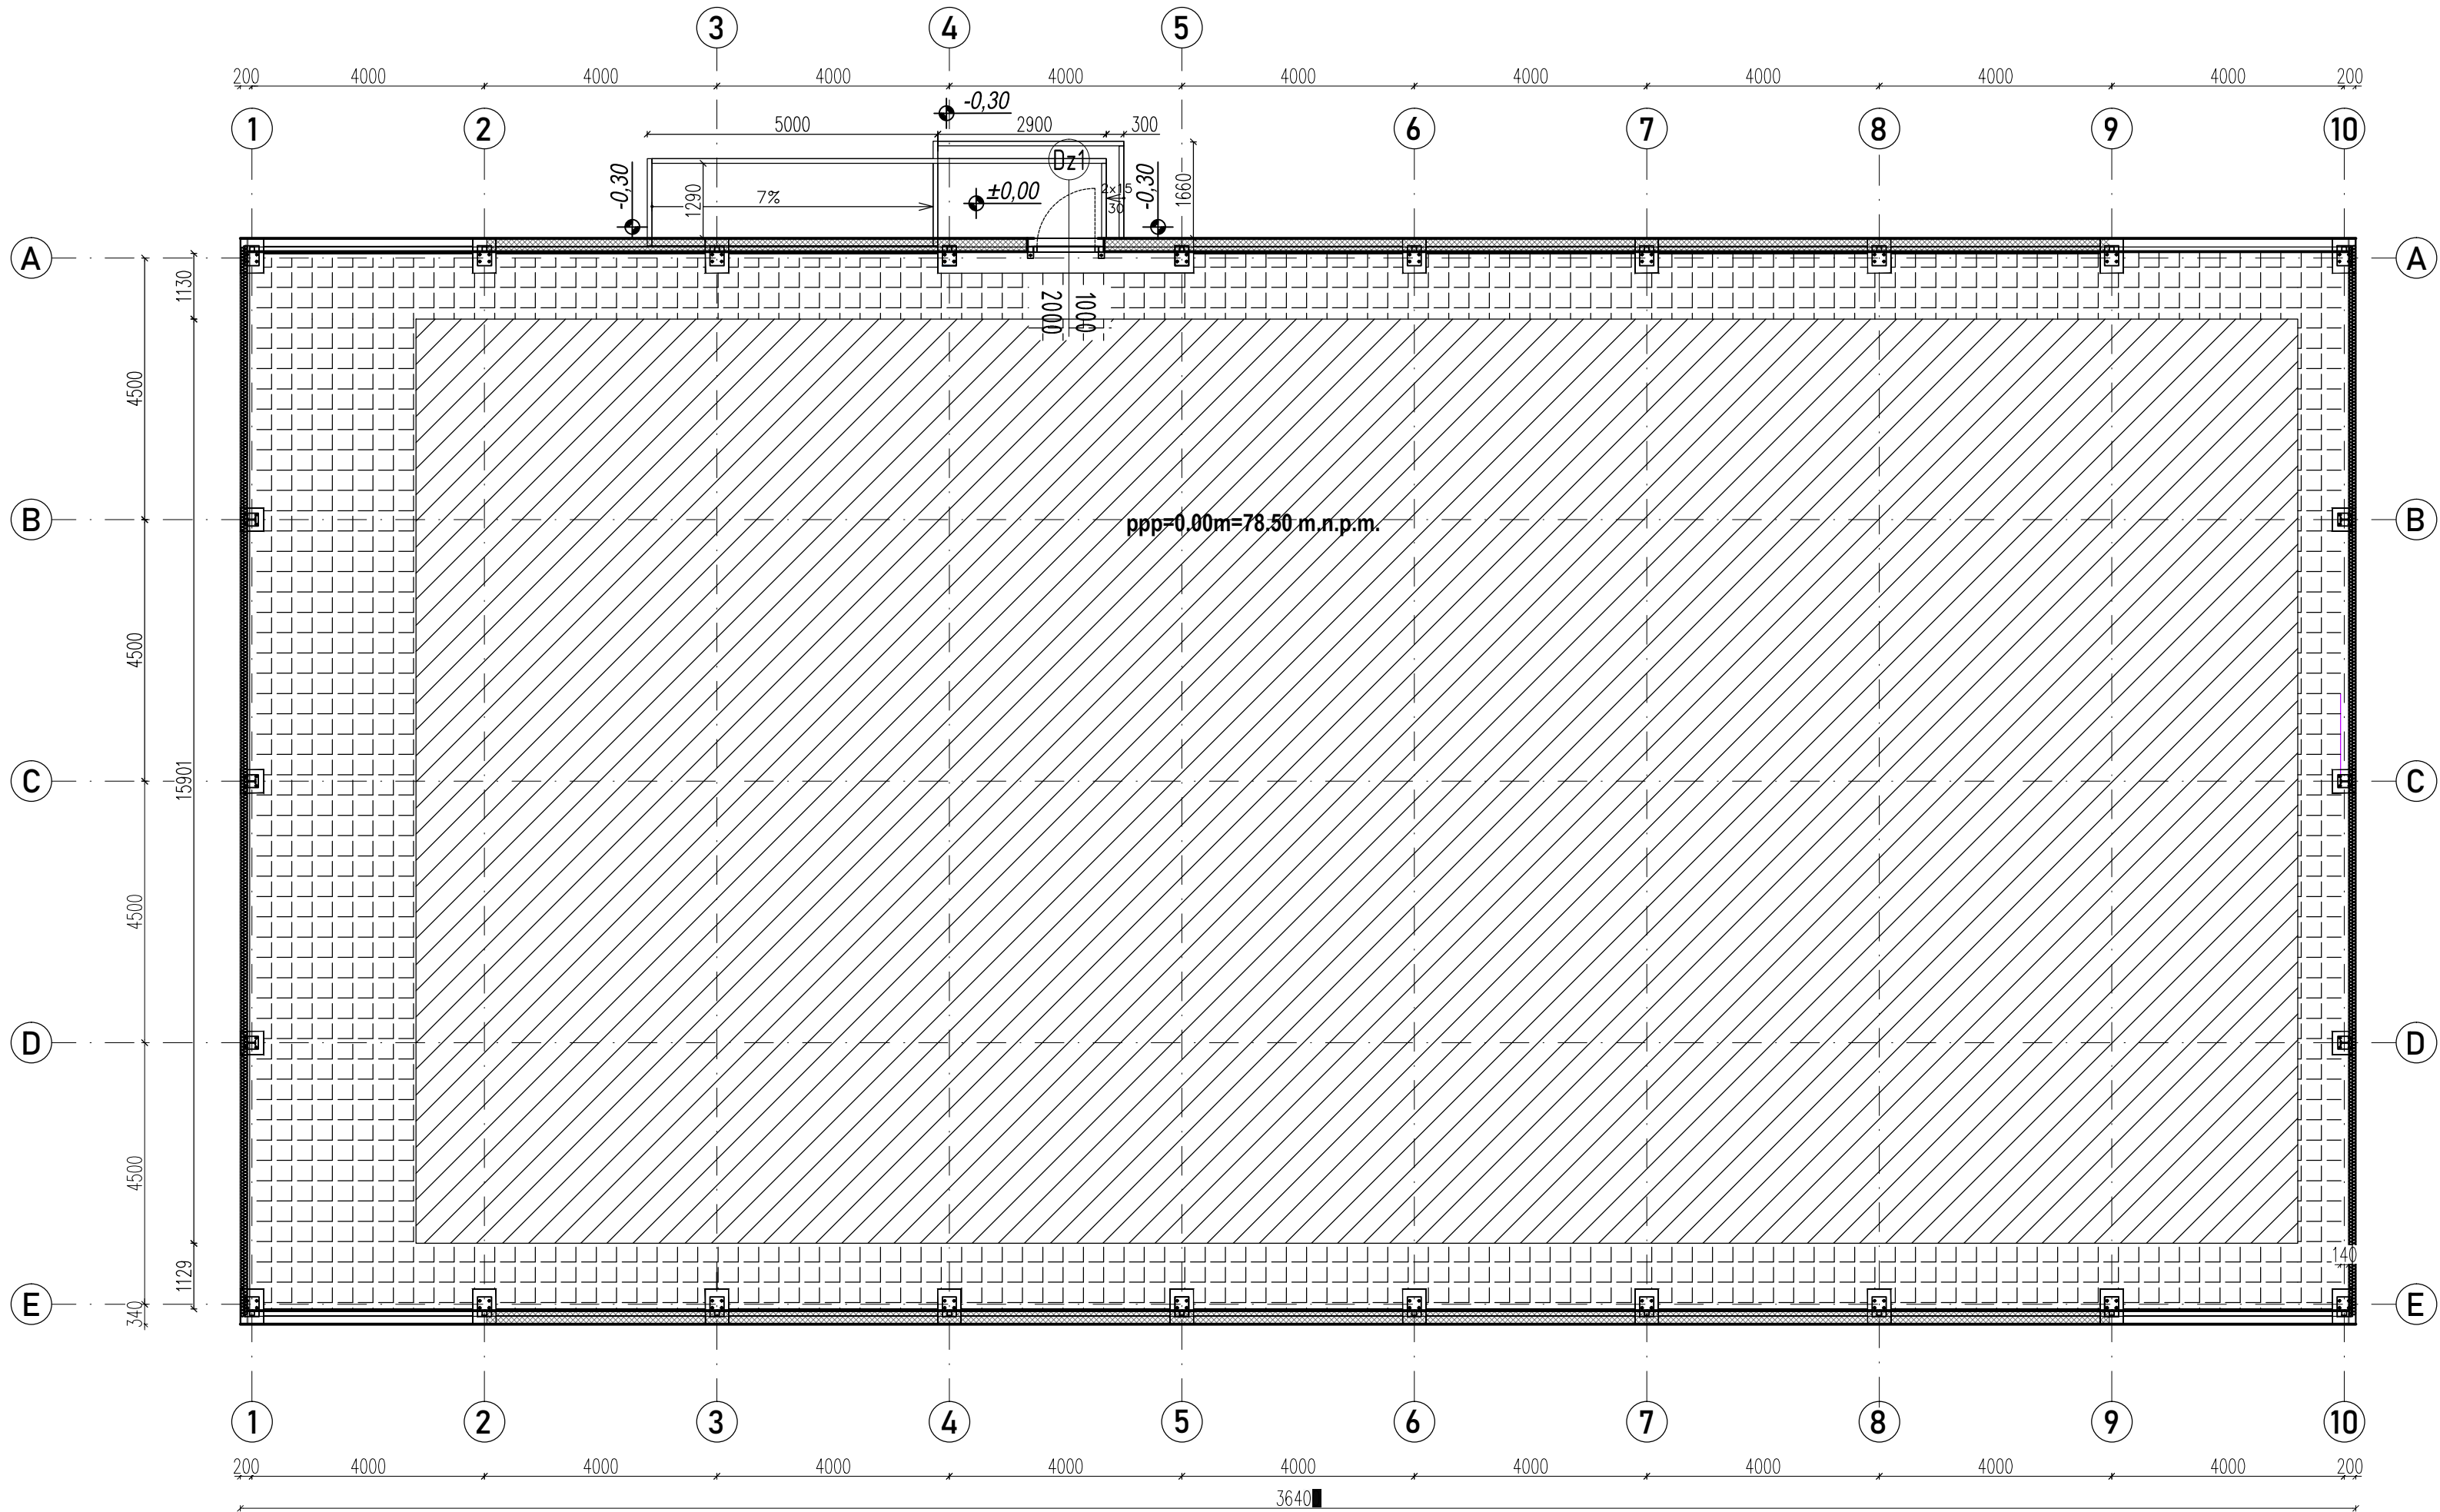 3 4 5
200 4000 4000 4000 4000 4000 4000 4000 4000 4000 200
-0,30
5000 2900 300
1 2 6 7 8 9 10
Dz1
-0,30 1290 7% ±0,00 2x15 30 -0,30 1660
A A
1130
2000 1000
4500
B ppp=0.00m=78.50 m.n.p.m. B
4500
C 15901 C
4500
D D
4500
1129 140
E 340 E
1 2 3 4 5 6 7 8 9 10
200 4000 4000 4000 4000 4000 4000 4000 4000 4000 200
3640